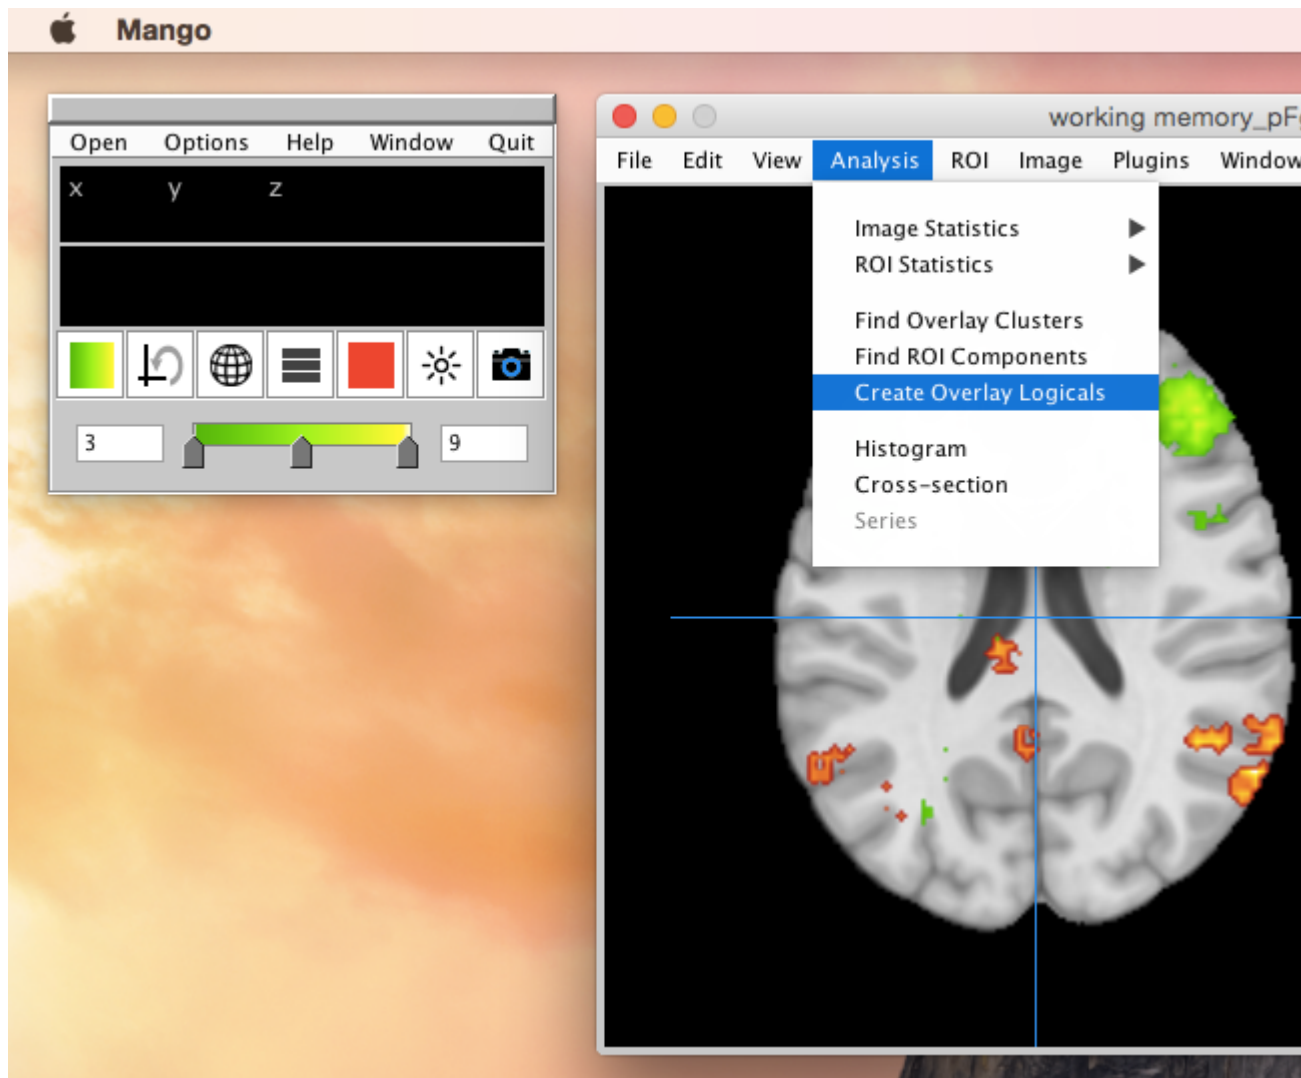 Mango
Open Options Help Window Quit
x y z
3 9
working memory_pF
File Edit View Analysis ROI Image Plugins Window
Image Statistics
ROI Statistics
Find Overlay Clusters
Find ROI Components
Create Overlay Logicals
Histogram
Cross-section
Series